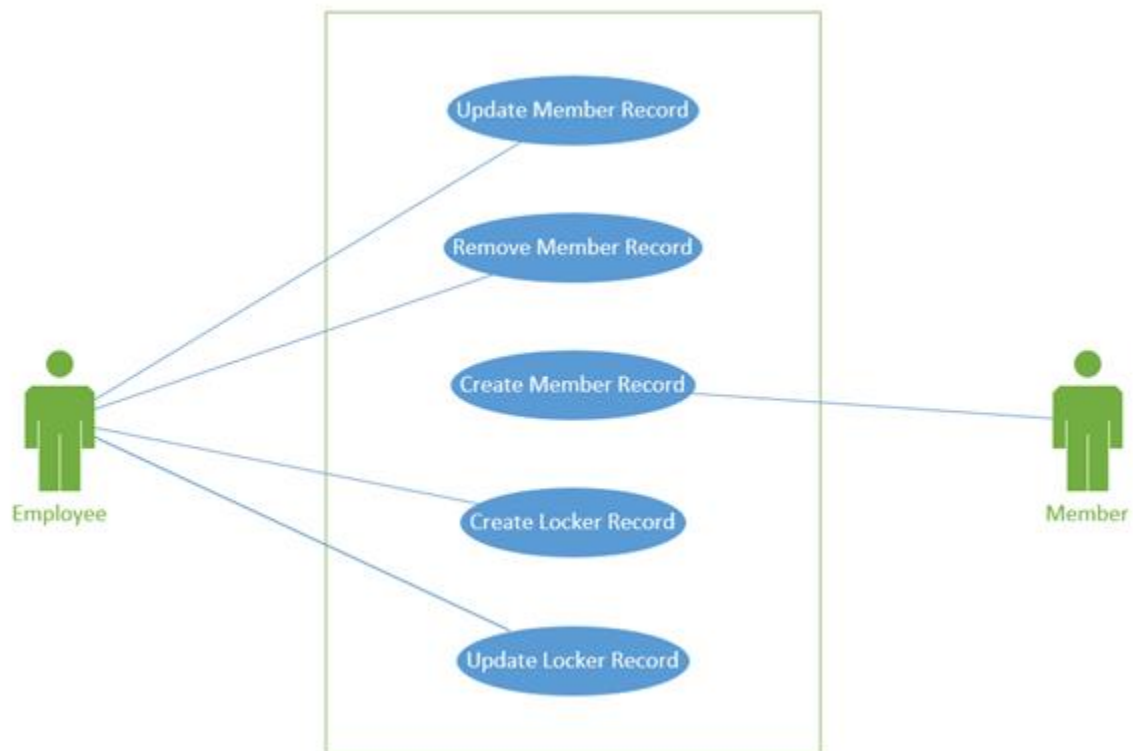 Update Member Record
Remove Member Record
Create Member Record
Employee
Member
Create Locker Record
Update Locker Record